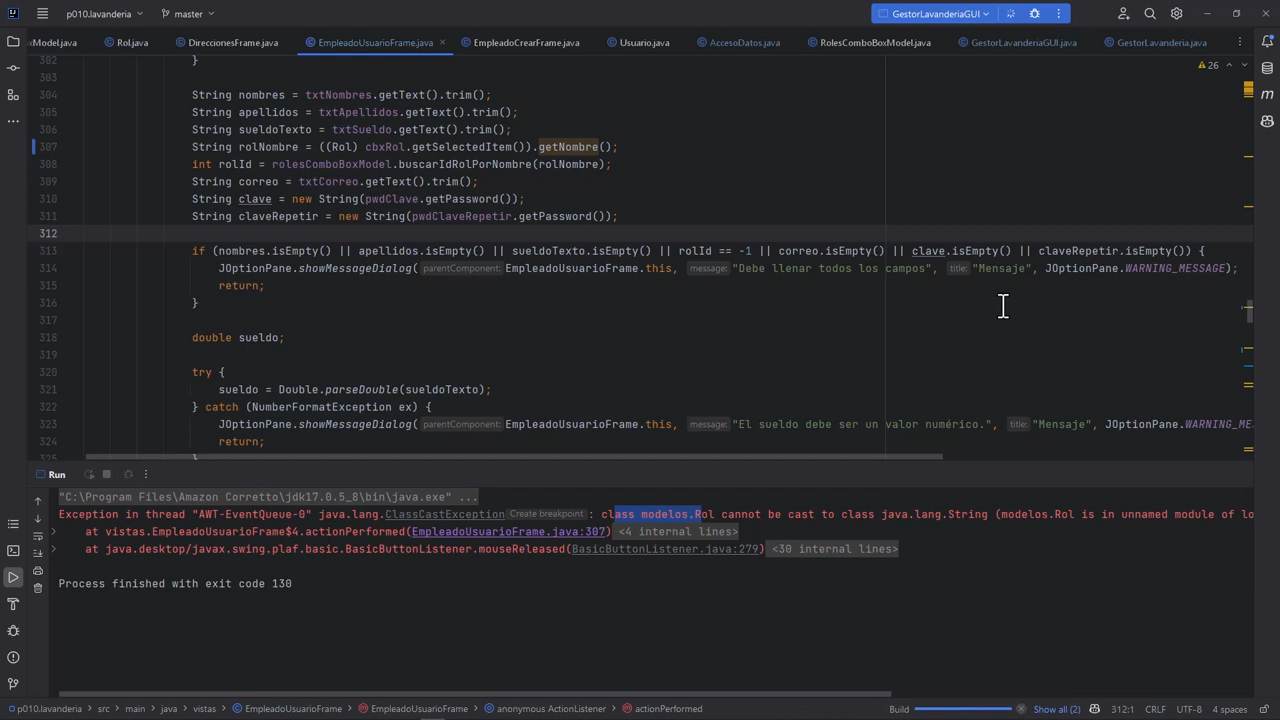 p010.lavanderia
master
GestorLavanderiaGUI
xModel.java
Rol.java
DireccionesFrame.java
EmpleadoUsuarioFrame.java
EmpleadoCrearFrame.java
Usuario.java
AccesoDatos.java
RolesComboBoxModel.java
GestorLavanderiaGUI.java
GestorLavanderia.java
26
302 }
303
304 String nombres = txtNombres.getText().trim();
305 String apellidos = txtApellidos.getText().trim();
306 String sueldoTexto = txtSueldo.getText().trim();
307 String rolNombre = ((Rol) cbxRol.getSelectedItem()).getNombre();
308 int rolId = rolesComboBoxModel.buscarIdRolPorNombre(rolNombre);
309 String correo = txtCorreo.getText().trim();
310 String clave = new String(pwdClave.getPassword());
311 String claveRepetir = new String(pwdClaveRepetir.getPassword());
312
313 if (nombres.isEmpty() || apellidos.isEmpty() || sueldoTexto.isEmpty() || rolId == -1 || correo.isEmpty() || clave.isEmpty() || claveRepetir.isEmpty()) {
314 JOptionPane.showMessageDialog( parentComponent: EmpleadoUsuarioFrame.this, message: "Debe llenar todos los campos", title: "Mensaje", JOptionPane.WARNING_MESSAGE);
315 return;
316 }
317
318 double sueldo;
319
320 try {
321 sueldo = Double.parseDouble(sueldoTexto);
322 } catch (NumberFormatException ex) {
323 JOptionPane.showMessageDialog( parentComponent: EmpleadoUsuarioFrame.this, message: "El sueldo debe ser un valor numérico.", title: "Mensaje", JOptionPane.WARNING_ME
324 return;
325 }
Run
"C:\Program Files\Amazon Corretto\jdk17.0.5_8\bin\java.exe" ...
Exception in thread "AWT-EventQueue-0" java.lang.ClassCastException Create breakpoint : class modelos.Rol cannot be cast to class java.lang.String (modelos.Rol is in unnamed module of lo
at vistas.EmpleadoUsuarioFrame$4.actionPerformed(EmpleadoUsuarioFrame.java:307) <4 internal lines>
at java.desktop/javax.swing.plaf.basic.BasicButtonListener.mouseReleased(BasicButtonListener.java:279) <30 internal lines>
Process finished with exit code 130
p010.lavanderia > src > main > java > vistas > EmpleadoUsuarioFrame > EmpleadoUsuarioFrame > anonymous ActionListener > actionPerformed
Build
Show all (2)
312:1
CRLF
UTF-8
4 spaces